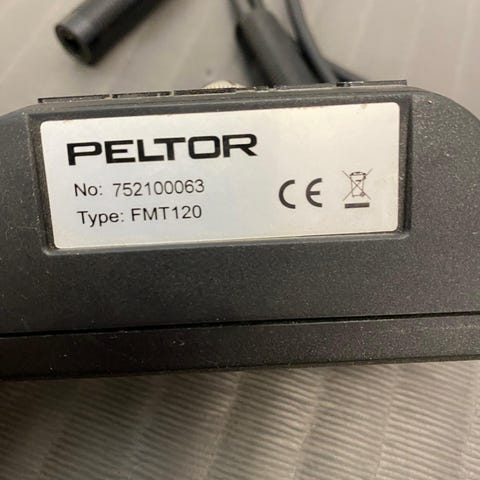 PELTOR
No: 752100063
Type: FMT120
CE